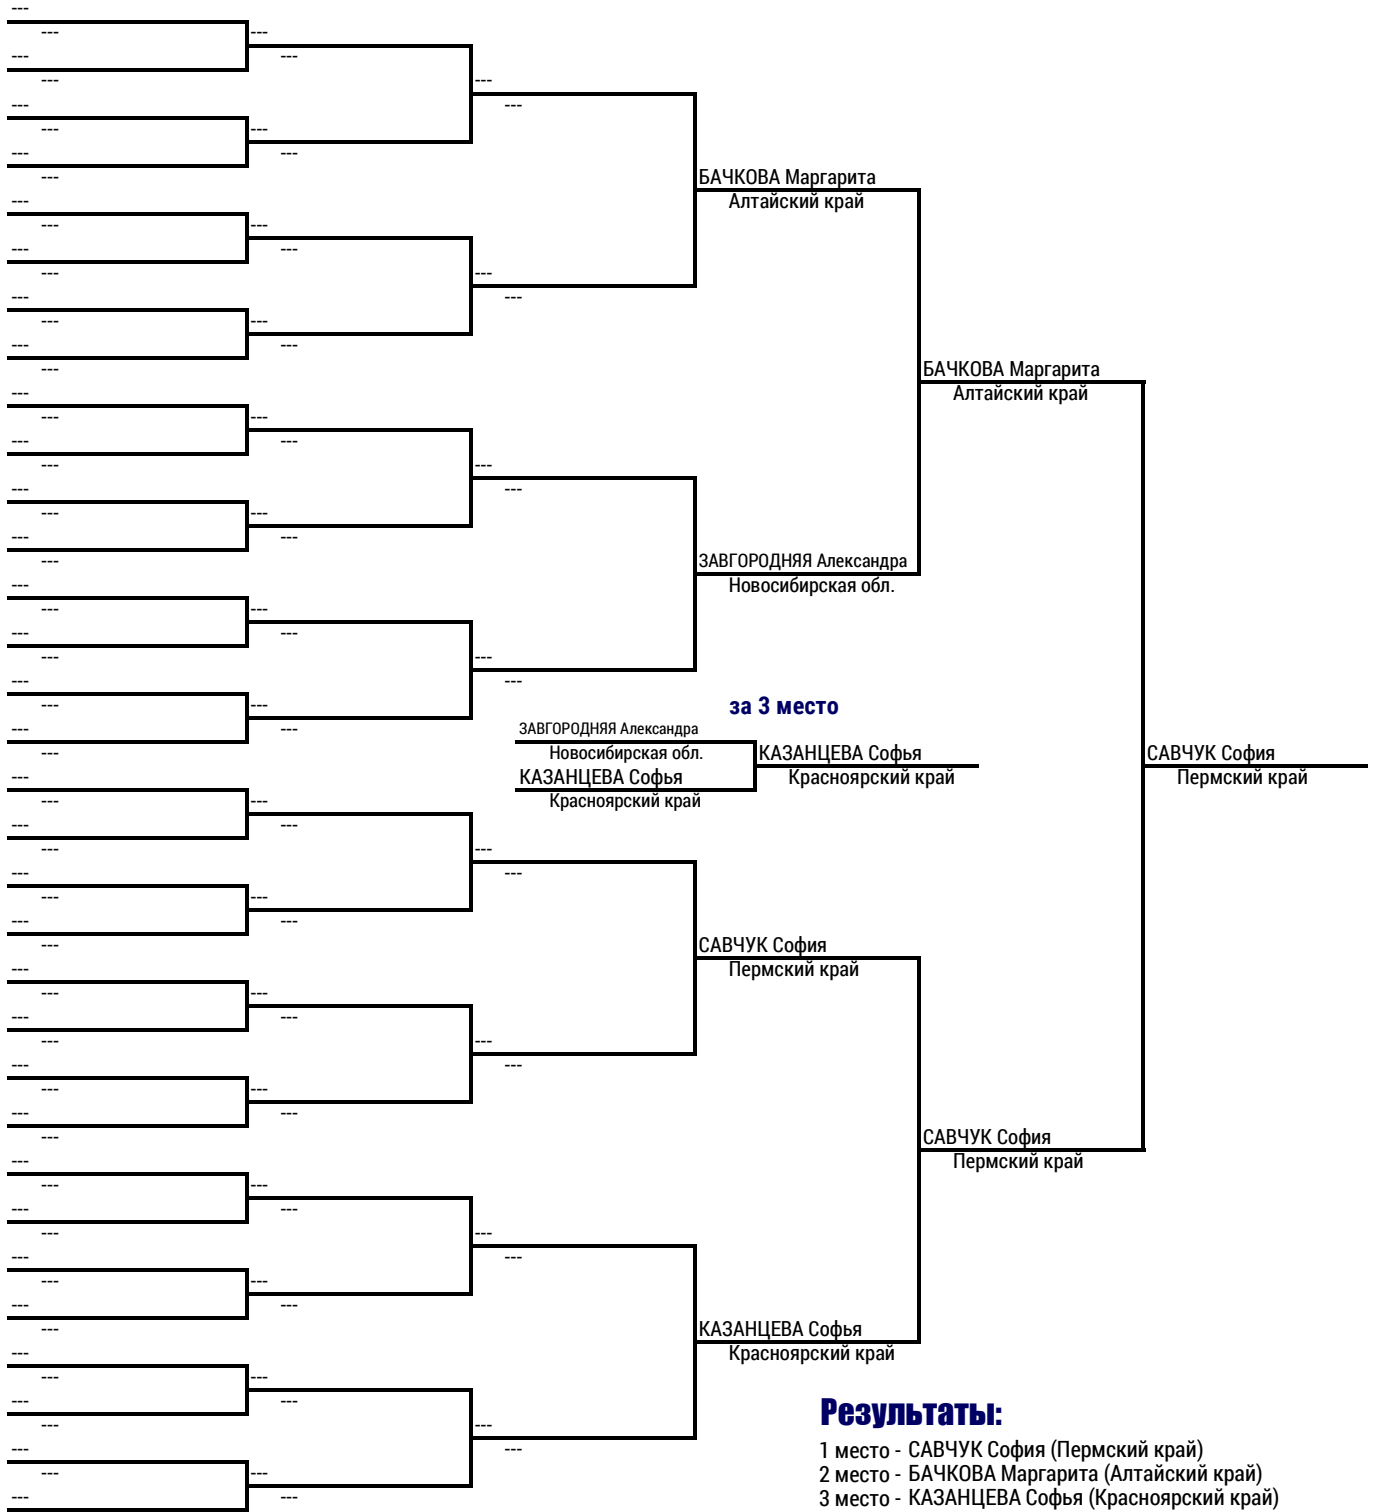 ---
--- ---
--- ---
--- ---
--- ---
--- ---
--- ---
--- БАЧКОВА Маргарита
--- Алтайский край
--- ---
--- ---
--- ---
--- ---
--- ---
--- ---
--- БАЧКОВА Маргарита
--- Алтайский край
--- ---
--- ---
--- ---
--- ---
--- ---
--- ---
--- ЗАВГОРОДНЯЯ Александра
--- Новосибирская обл.
--- ---
--- ---
--- ---
--- ---
--- --- за 3 место
--- --- ЗАВГОРОДНЯЯ Александра
--- Новосибирская обл. КАЗАНЦЕВА Софья САВЧУК София
--- КАЗАНЦЕВА Софья Красноярский край Пермский край
--- --- Красноярский край
--- ---
--- ---
--- ---
--- ---
--- ---
--- САВЧУК София
--- Пермский край
--- ---
--- ---
--- ---
--- ---
--- ---
--- ---
--- САВЧУК София
--- Пермский край
--- ---
--- ---
--- ---
--- ---
--- ---
--- ---
--- КАЗАНЦЕВА Софья
--- Красноярский край
--- ---
--- ---
Результаты:
--- ---
--- 1 место - САВЧУК София (Пермский край)
--- --- 2 место - БАЧКОВА Маргарита (Алтайский край)
--- --- 3 место - КАЗАНЦЕВА Софья (Красноярский край)